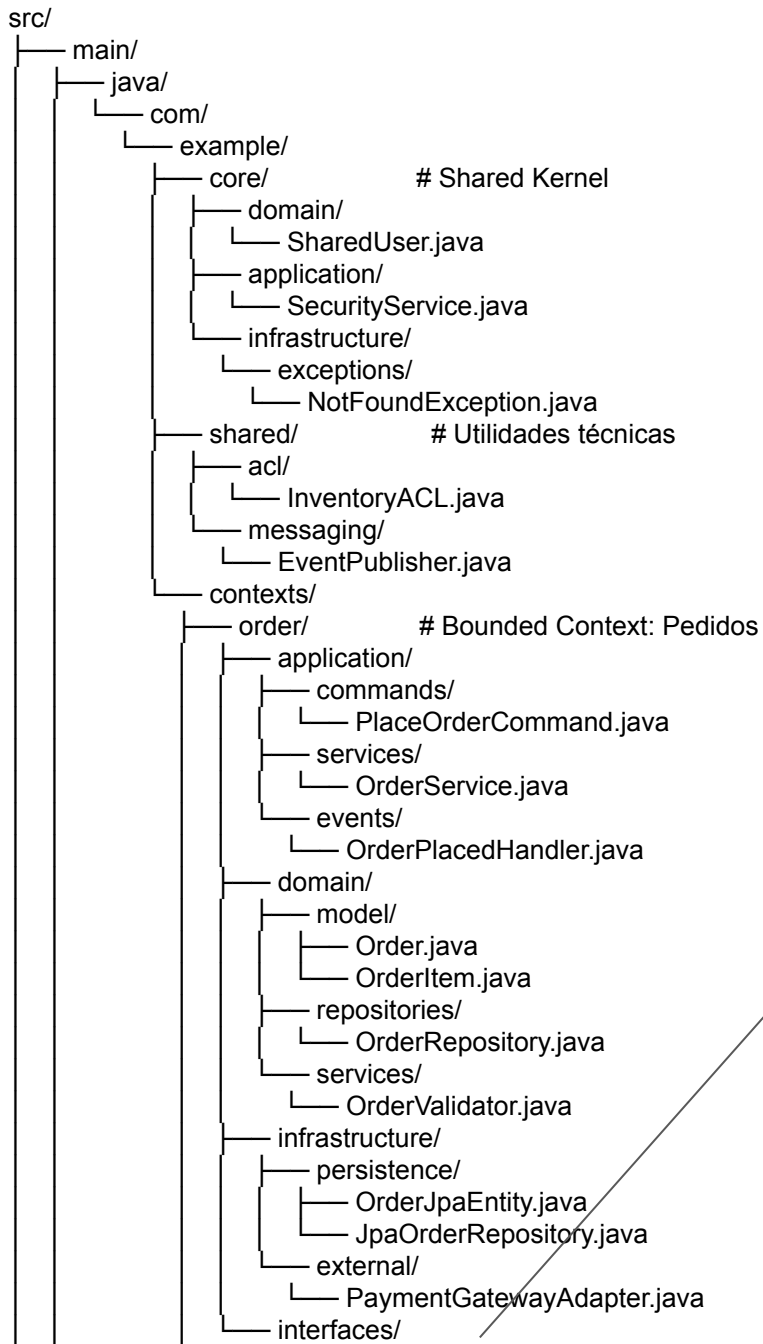 src/
├── main/
│   ├── java/
│   │   └── com/
│   │       └── example/
│   │           ├── core/                # Shared Kernel
│   │           │   ├── domain/
│   │           │   │   └── SharedUser.java
│   │           │   ├── application/
│   │           │   │   └── SecurityService.java
│   │           │   └── infrastructure/
│   │           │       └── exceptions/
│   │           │           └── NotFoundException.java
│   │           ├── shared/              # Utilidades técnicas
│   │           │   ├── acl/
│   │           │   │   └── InventoryACL.java
│   │           │   └── messaging/
│   │           │       └── EventPublisher.java
│   │           └── contexts/
│   │               ├── order/           # Bounded Context: Pedidos
│   │               │   ├── application/
│   │               │   │   ├── commands/
│   │               │   │   │   └── PlaceOrderCommand.java
│   │               │   │   ├── services/
│   │               │   │   │   └── OrderService.java
│   │               │   │   └── events/
│   │               │   │       └── OrderPlacedHandler.java
│   │               │   ├── domain/
│   │               │   │   ├── model/
│   │               │   │   │   ├── Order.java
│   │               │   │   │   └── OrderItem.java
│   │               │   │   ├── repositories/
│   │               │   │   │   └── OrderRepository.java
│   │               │   │   └── services/
│   │               │   │       └── OrderValidator.java
│   │               │   ├── infrastructure/
│   │               │   │   ├── persistence/
│   │               │   │   │   ├── OrderJpaEntity.java
│   │               │   │   │   └── JpaOrderRepository.java
│   │               │   │   └── external/
│   │               │   │       └── PaymentGatewayAdapter.java
│   │               │   └── interfaces/